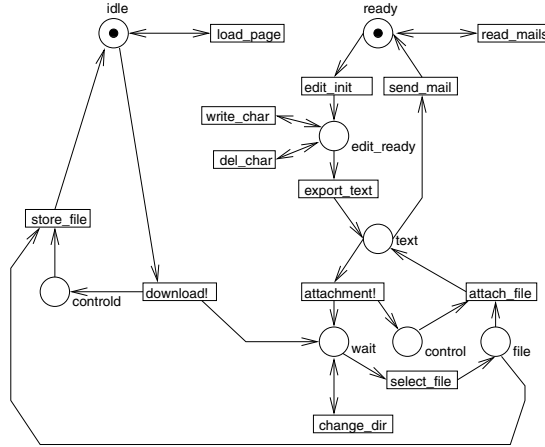 idle
ready
load_page
read_mails
edit_init
send_mail
write_char
edit_ready
del_char
export_text
store_file
text
controld
download!
attachment!
attach_file
wait
control
file
select_file
change_dir